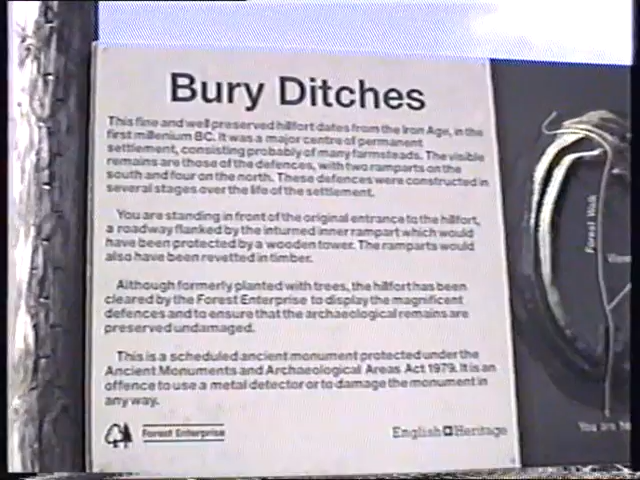 Bury Ditches
This fine and well preserved hillfort dates from the Iron Age, in the
first millenium BC. It was a major centre of permanent
settlement, consisting probably of many farmsteads. The visible
remains are those of the defences, with two ramparts on the
south and four on the north. These defences were constructed in
several stages over the life of the settlement.
You are standing in front of the original entrance to the hillfort,
a roadway flanked by the inturned inner rampart which would
have been protected by a wooden tower. The ramparts would
also have been revetted in timber.
Although formerly planted with trees, the hillfort has been
cleared by the Forest Enterprise to display the magnificent
defences and to ensure that the archaeological remains are
preserved undamaged.
This is a scheduled ancient monument protected under the
Ancient Monuments and Archaeological Areas Act 1979. It is an
offence to use a metal detector or to damage the monument in
any way.
Forest Enterprise
English Heritage
Forest Walk
You are